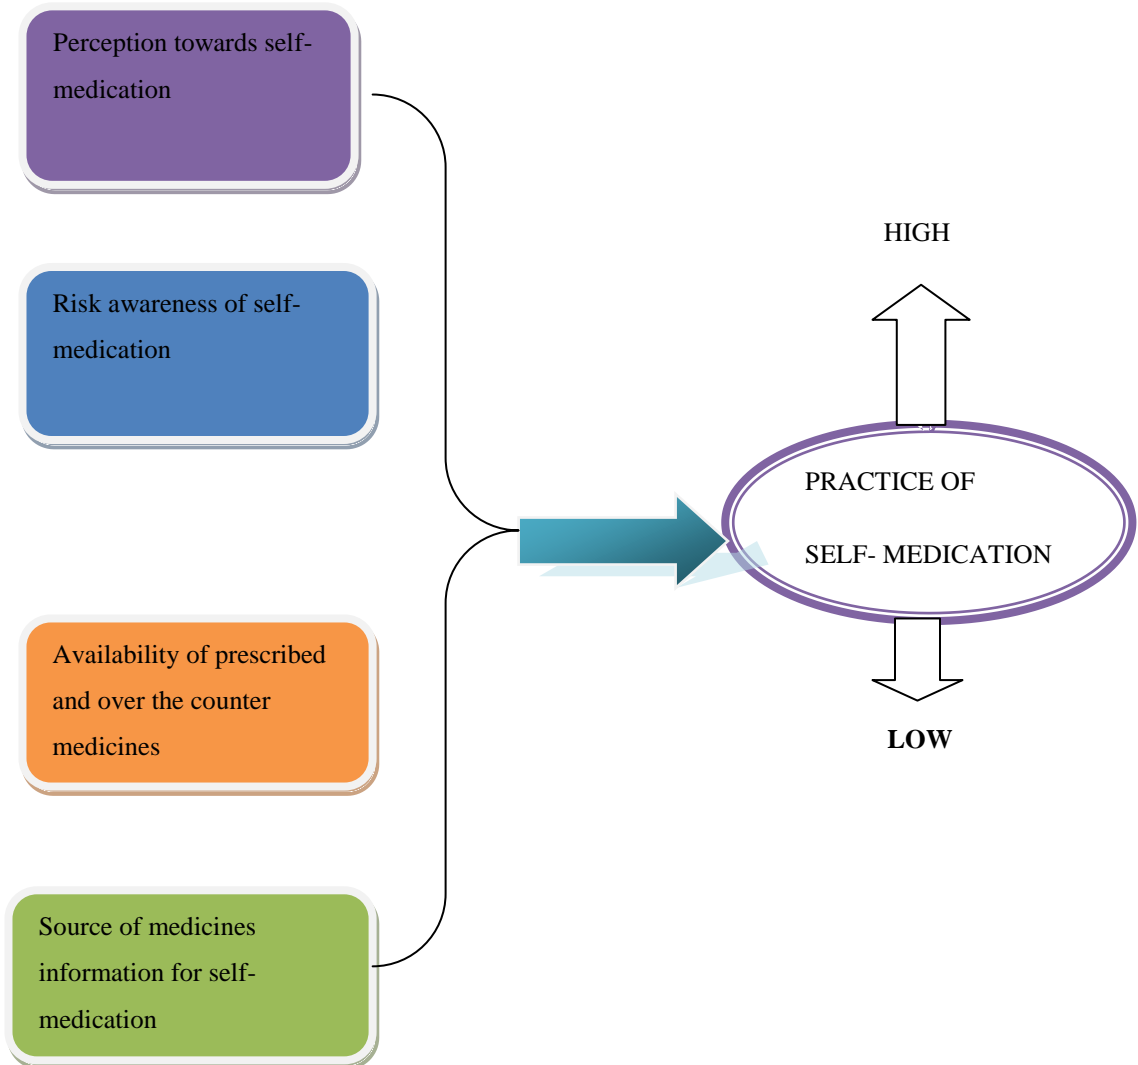 Perception towards self-
medication
Risk awareness of self-
medication
Availability of prescribed
and over the counter
medicines
Source of medicines
information for self-
medication
HIGH
PRACTICE OF
SELF- MEDICATION
LOW